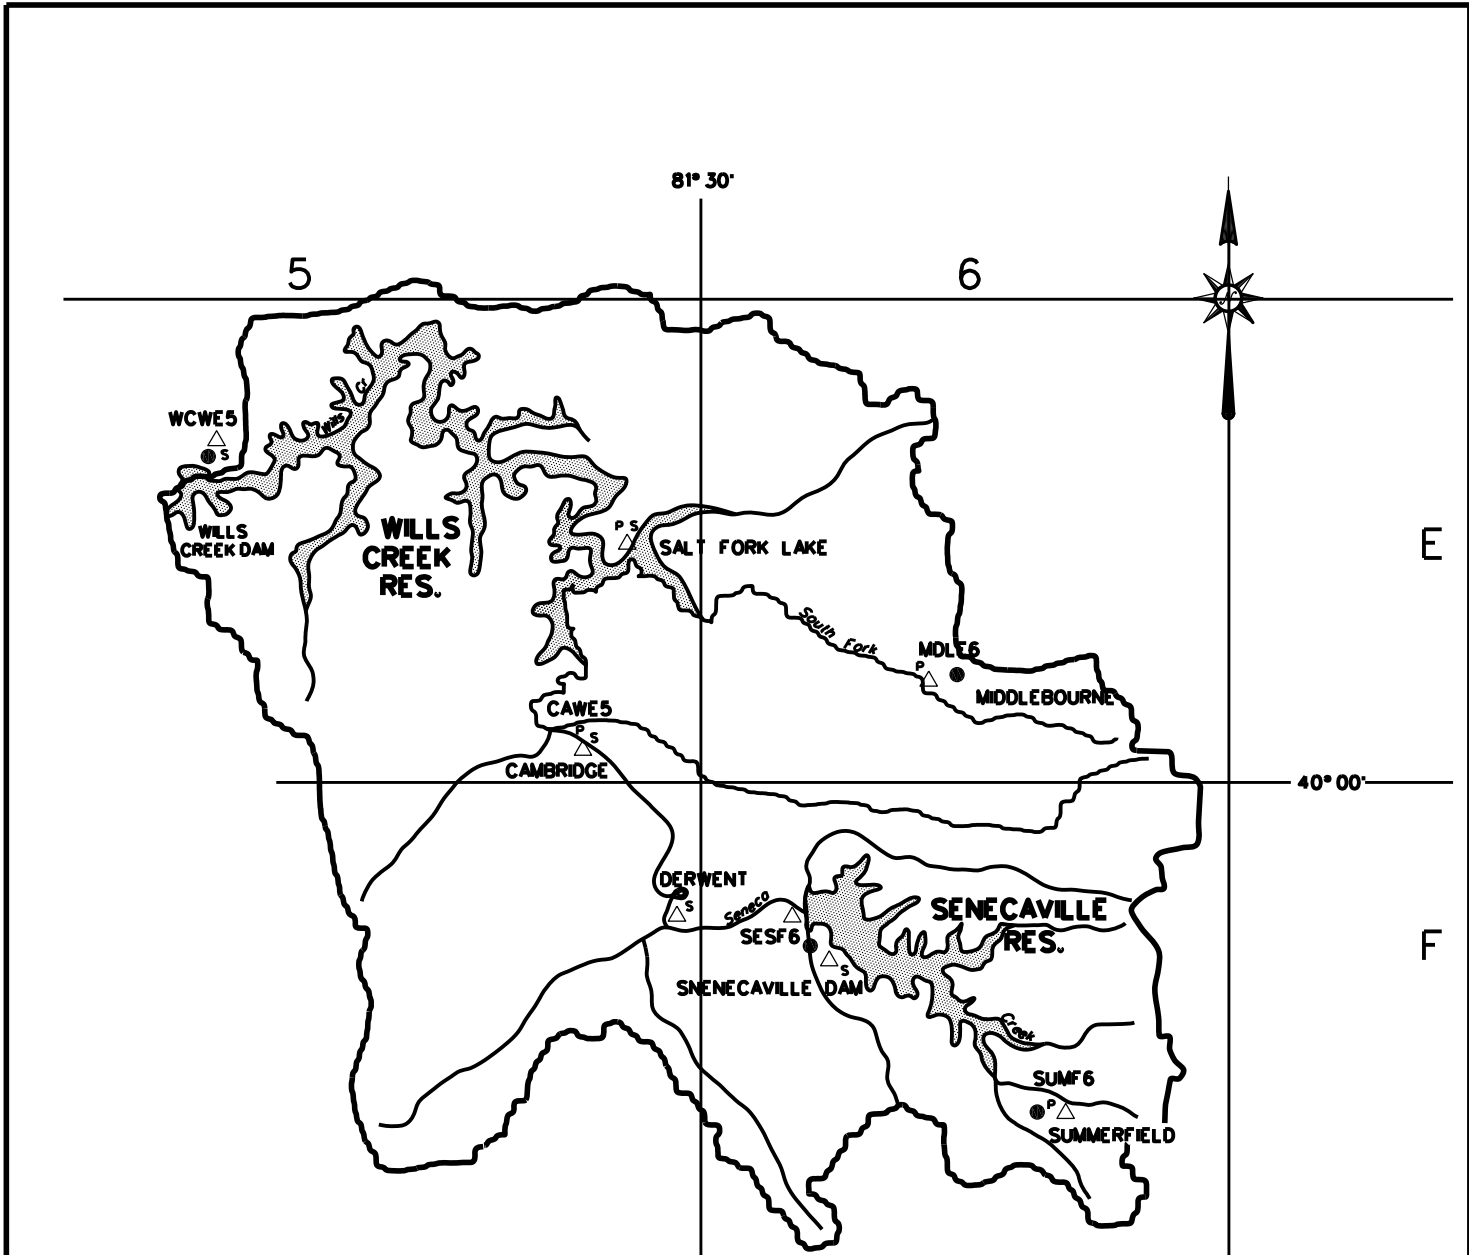 81° 30'
5
6
N
WCWE5
S
Wills
Cr.
WILLS
CREEK DAM
WILLS
CREEK
RES.
P S
SALT FORK LAKE
E
South Fork
MDLE6
P
MIDDLEBOURNE
CAWE5
P S
CAMBRIDGE
40° 00'
DERWENT
S
Seneca
SESF6
SENECAVILLE
RES.
F
S
SNENECAVILLE DAM
Creek
SUMF6
P
SUMMERFIELD